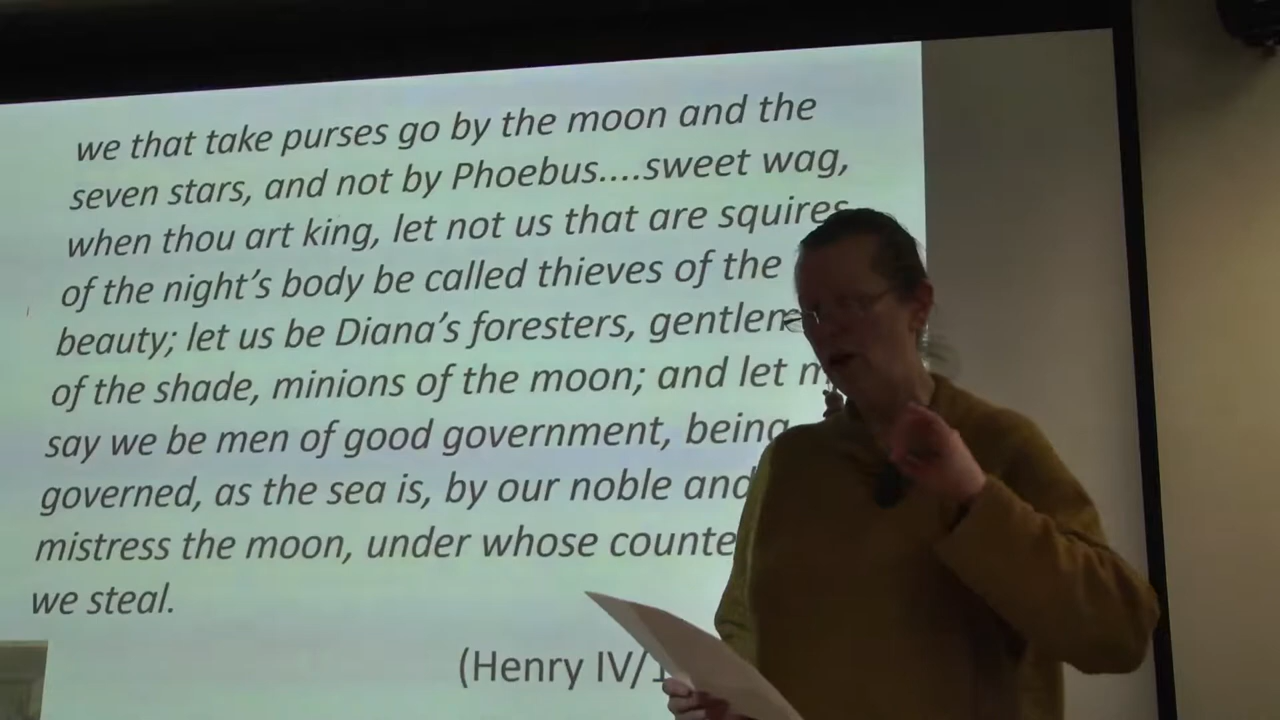 we that take purses go by the moon and the
seven stars, and not by Phoebus....sweet wag,
when thou art king, let not us that are squires
of the night's body be called thieves of the
beauty; let us be Diana's foresters, gentlem
of the shade, minions of the moon; and let m
say we be men of good government, being
governed, as the sea is, by our noble and
mistress the moon, under whose counte
we steal.
(Henry IV/1